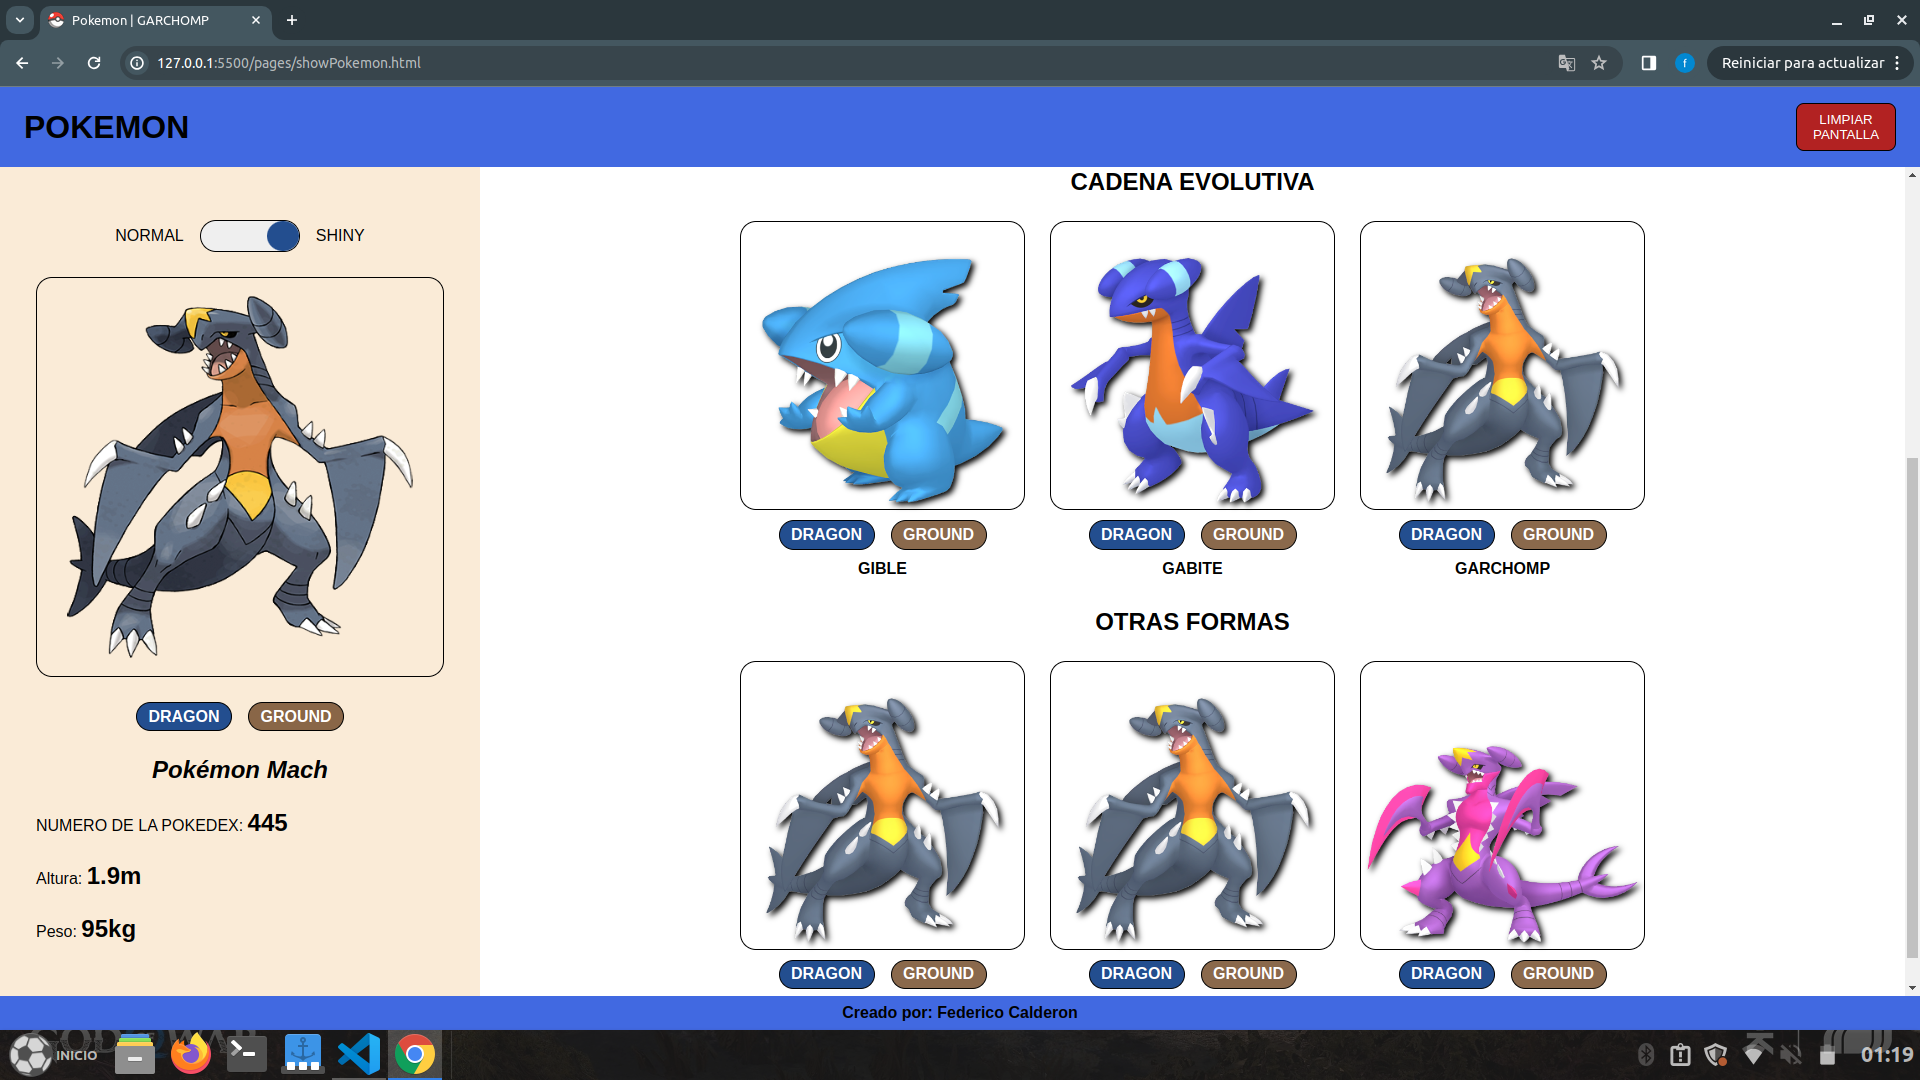 Pokemon | GARCHOMP
127.0.0.1:5500/pages/showPokemon.html
f
Reiniciar para actualizar
POKEMON
LIMPIAR
PANTALLA
NORMAL
SHINY
DRAGON
GROUND
Pokémon Mach
NUMERO DE LA POKEDEX: 445
Altura: 1.9m
Peso: 95kg
CADENA EVOLUTIVA
DRAGON
GROUND
DRAGON
GROUND
DRAGON
GROUND
GIBLE
GABITE
GARCHOMP
OTRAS FORMAS
DRAGON
GROUND
DRAGON
GROUND
DRAGON
GROUND
Creado por: Federico Calderon
INICIO
01:19